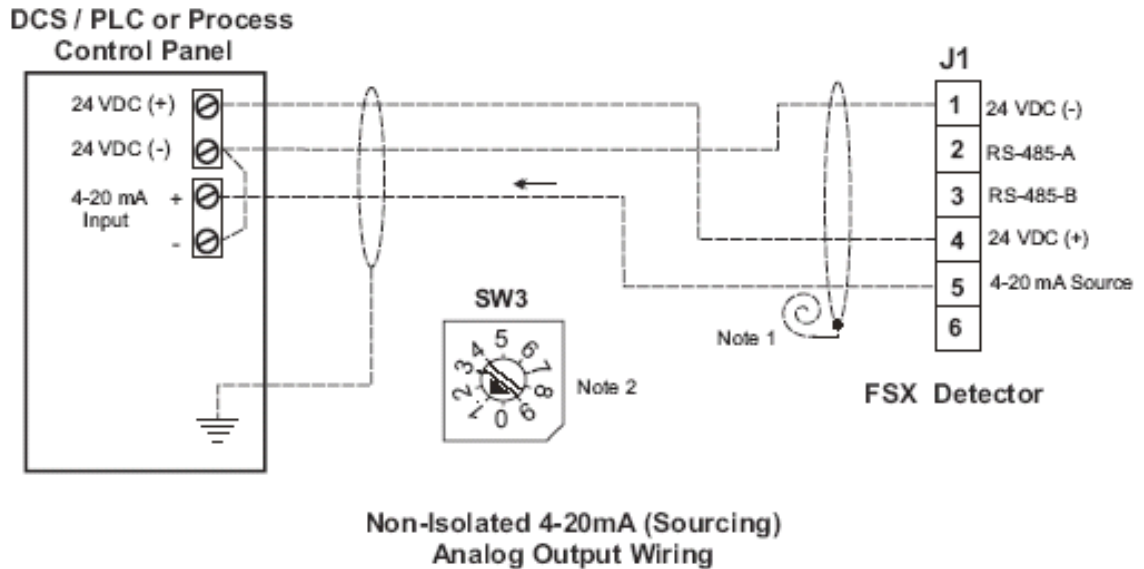 DCS / PLC or Process
Control Panel
24 VDC (+)
24 VDC (-)
4-20 mA +
Input
-
J1
1 24 VDC (-)
2 RS-485-A
3 RS-485-B
4 24 VDC (+)
5 4-20 mA Source
6
Note 1
FSX Detector
SW3
0 1 2 3 4 5 6 7 8 9
Note 2
Non-Isolated 4-20mA (Sourcing)
Analog Output Wiring